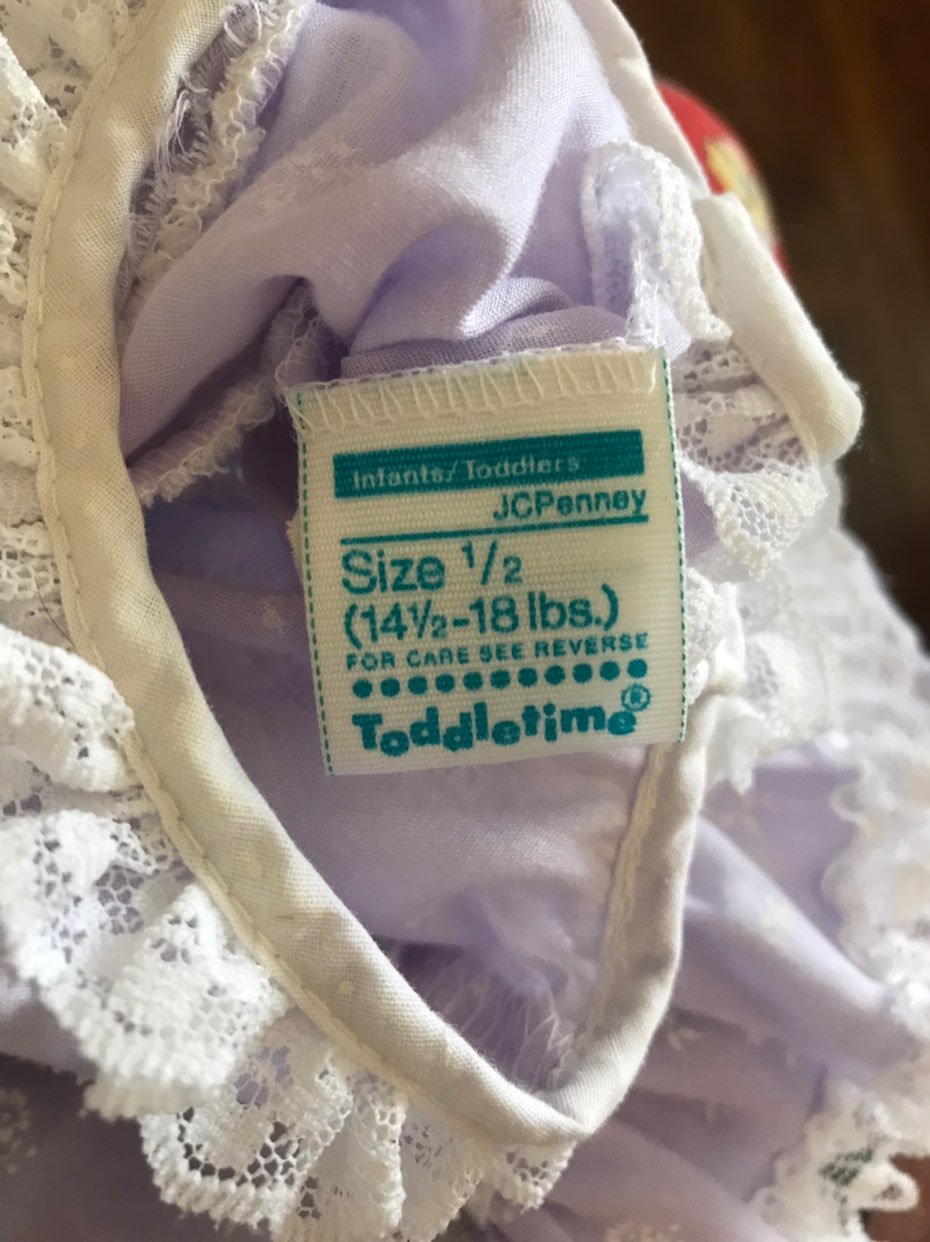 Infants/Toddlers
JCPenney
Size 1/2
(14½-18 lbs.)
FOR CARE SEE REVERSE
Toddletime®